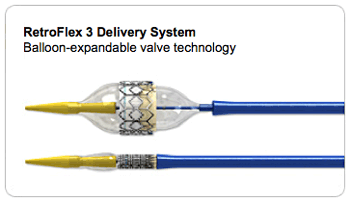 RetroFlex 3 Delivery System
Balloon-expandable valve technology